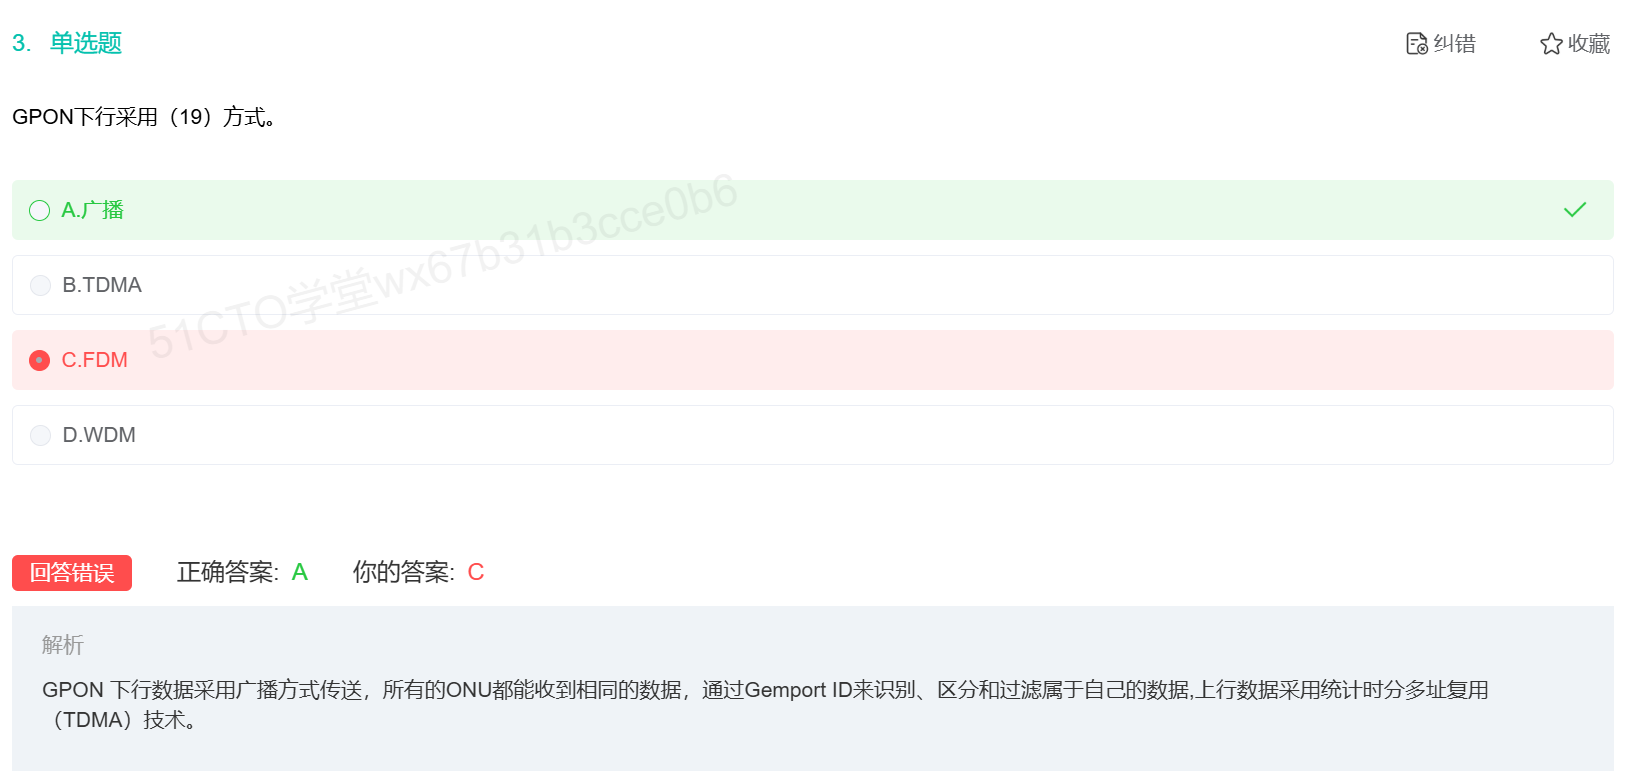 3. 单选题
纠错
收藏
GPON下行采用（19）方式。
A.广播
B.TDMA
C.FDM
D.WDM
51CTO学堂wx67b31b3cce0b6
回答错误 正确答案: A 你的答案: C
解析
GPON 下行数据采用广播方式传送，所有的ONU都能收到相同的数据，通过Gemport ID来识别、区分和过滤属于自己的数据,上行数据采用统计时分多址复用
（TDMA）技术。